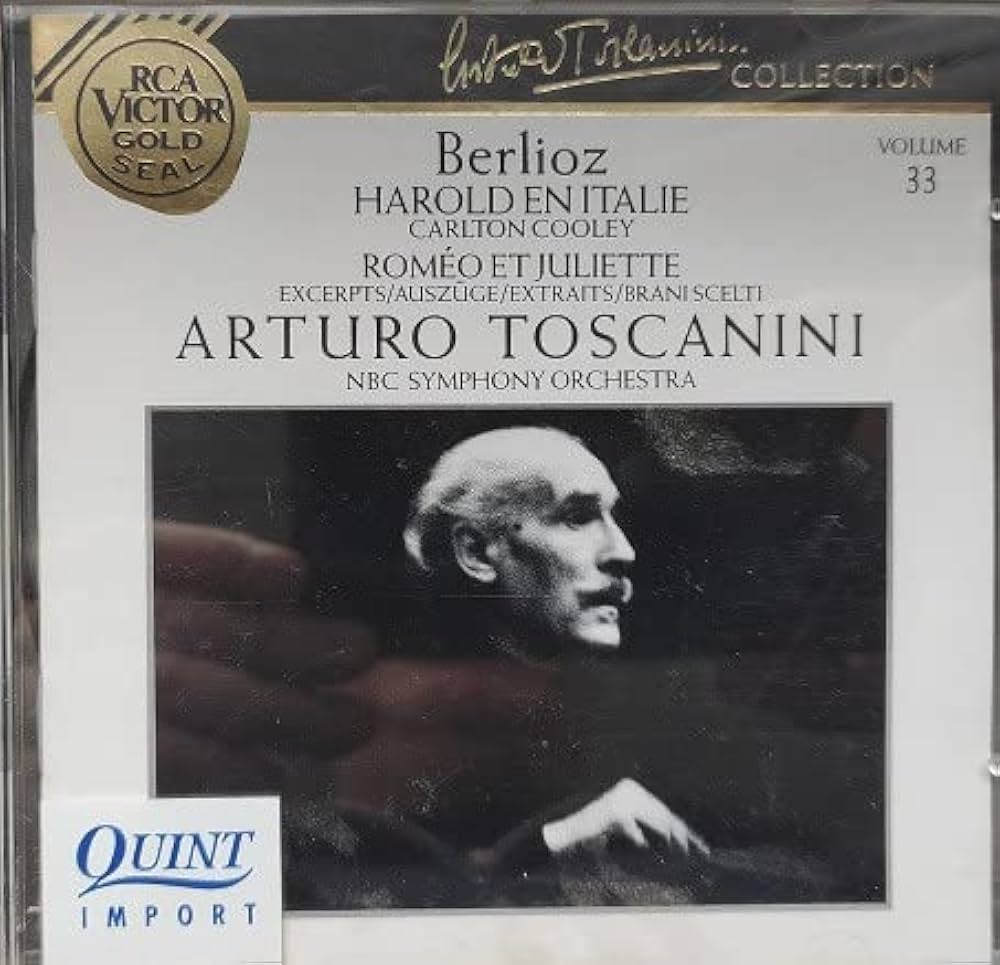 Arturo Toscanini
COLLECTION
RCA
VICTOR
GOLD
SEAL
Berlioz
HAROLD EN ITALIE
CARLTON COOLEY
ROMÉO ET JULIETTE
EXCERPTS/AUSZÜGE/EXTRAITS/BRANI SCELTI
ARTURO TOSCANINI
NBC SYMPHONY ORCHESTRA
VOLUME
33
QUINT
IMPORT